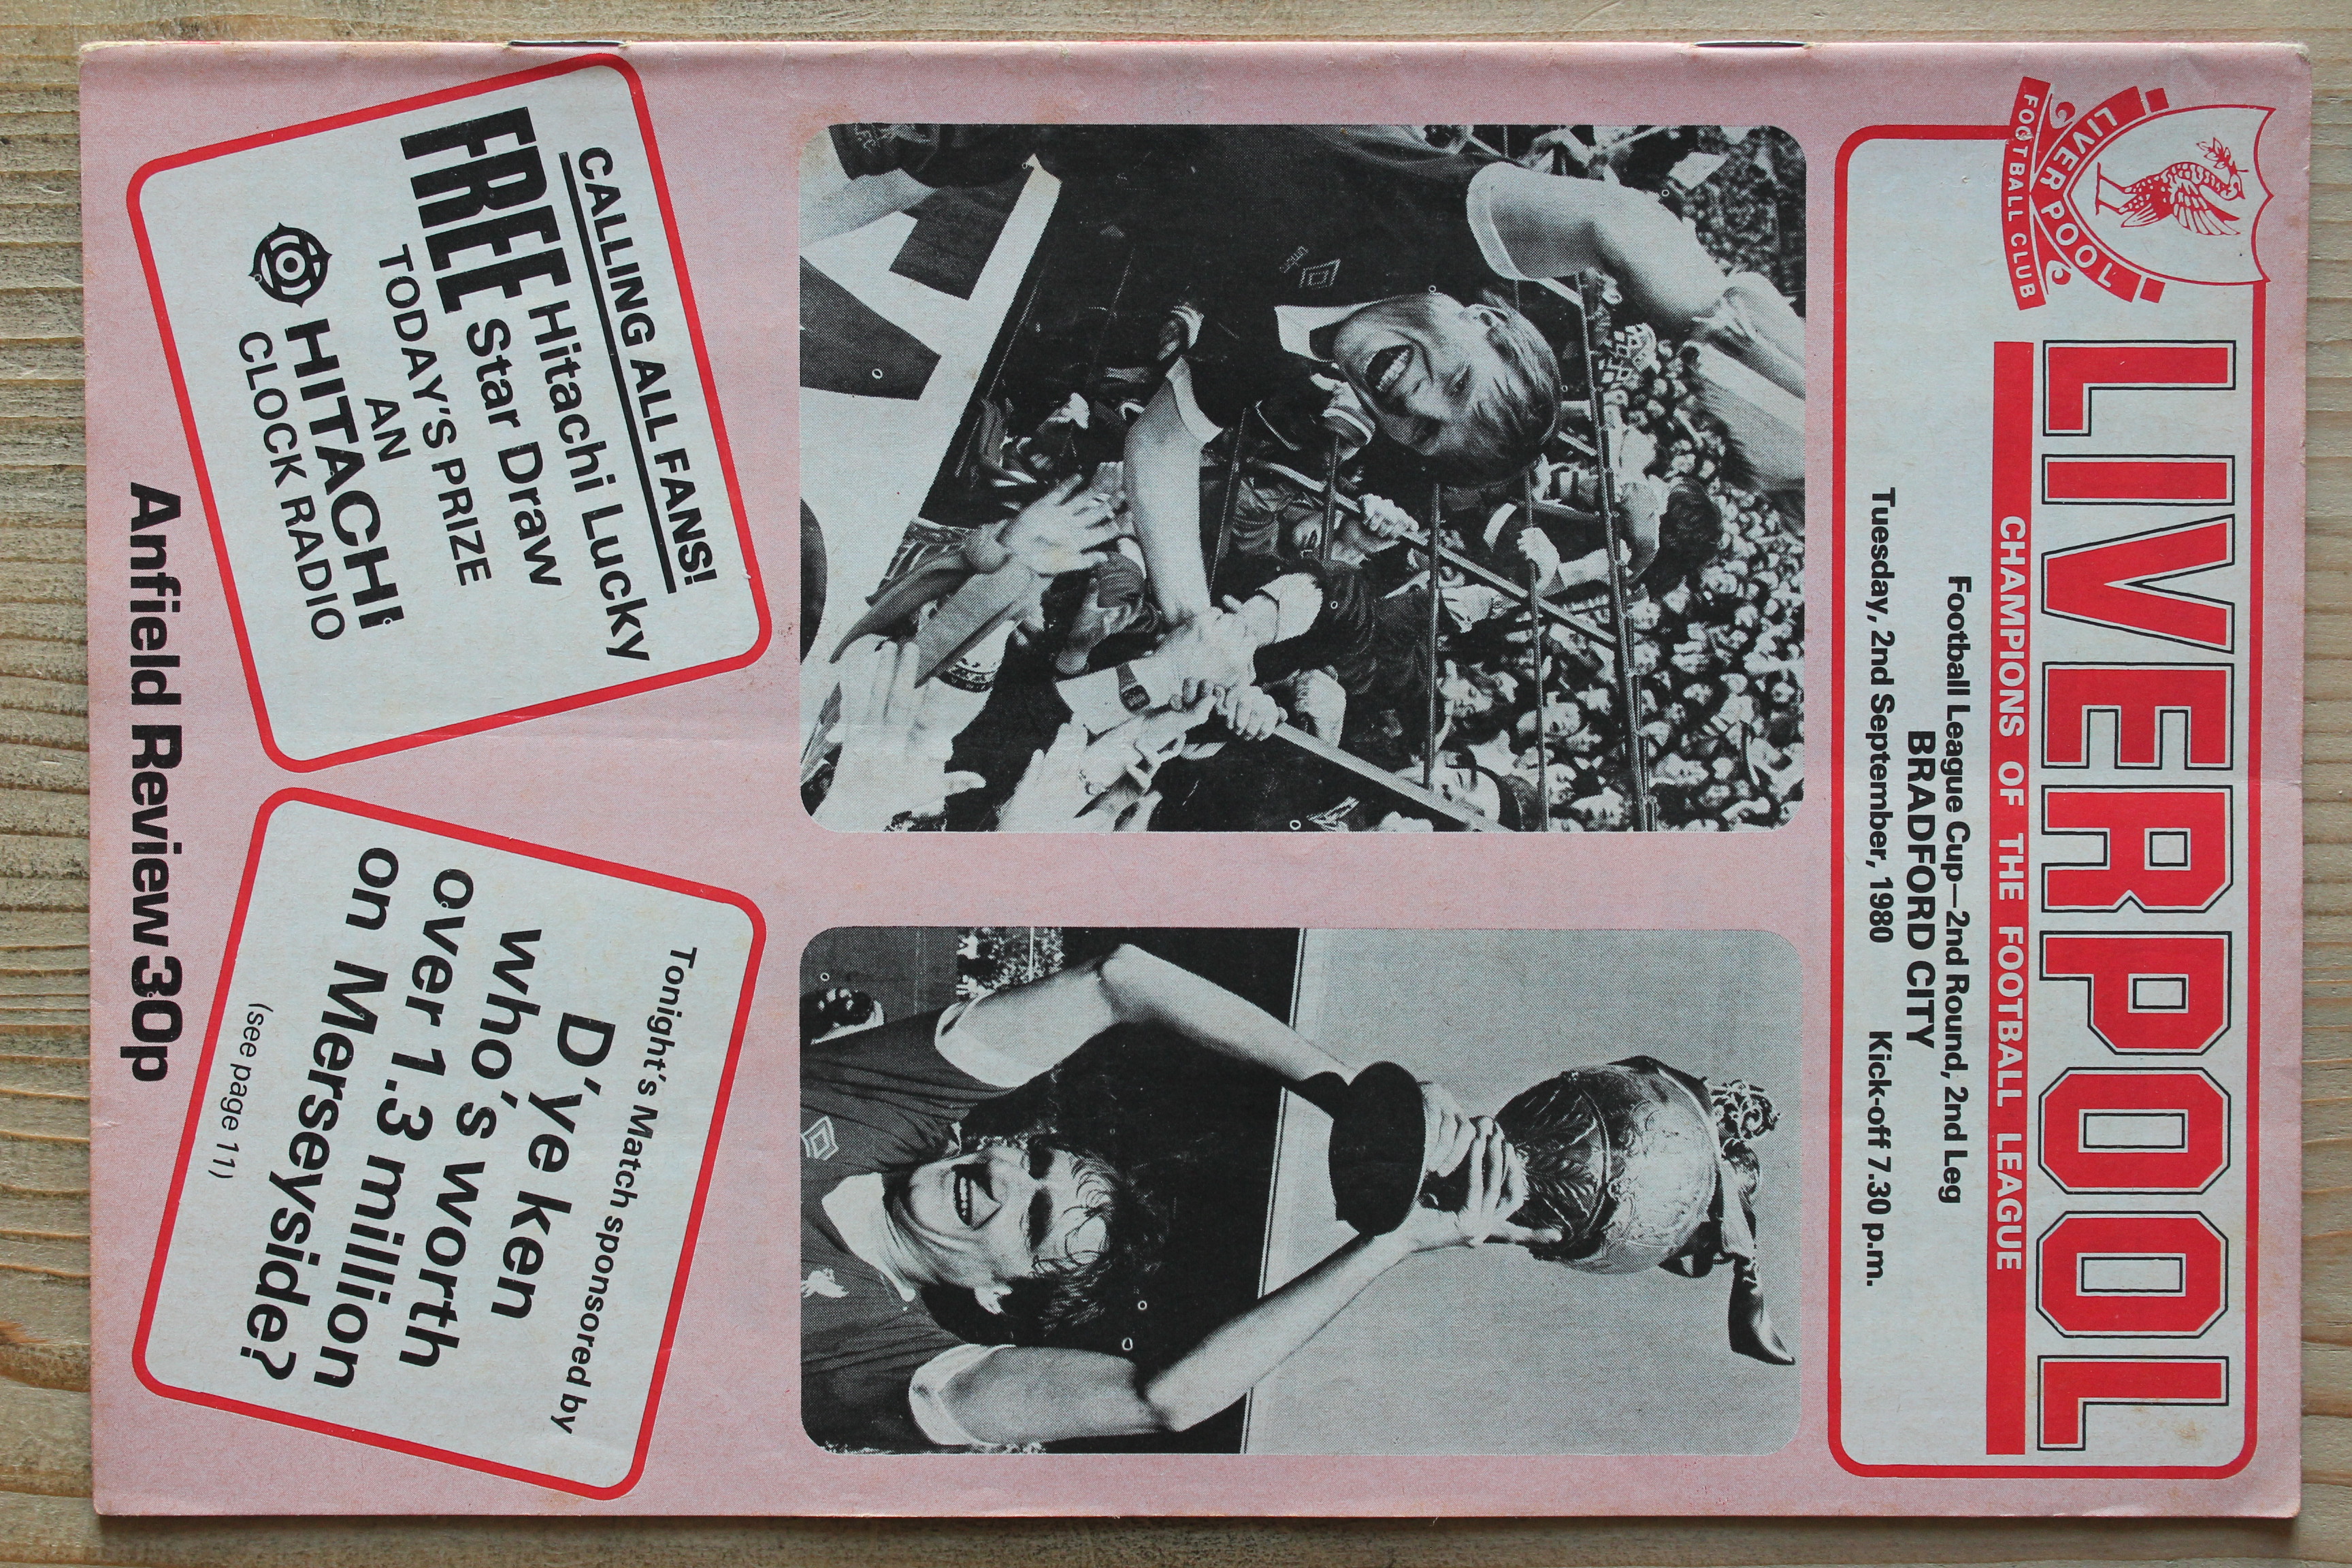 LIVERPOOL
FOOTBALL CLUB
LIVERPOOL
CHAMPIONS OF THE FOOTBALL LEAGUE
Football League Cup—2nd Round, 2nd Leg
BRADFORD CITY
Tuesday, 2nd September, 1980 Kick-off 7.30 p.m.
umbro
CALLING ALL FANS!
FREE Hitachi Lucky
Star Draw
TODAY'S PRIZE
AN
HITACHI
CLOCK RADIO
Tonight's Match sponsored by
D'ye ken
who's worth
over 1.3 million
on Merseyside?
(see page 11)
Anfield Review 30p